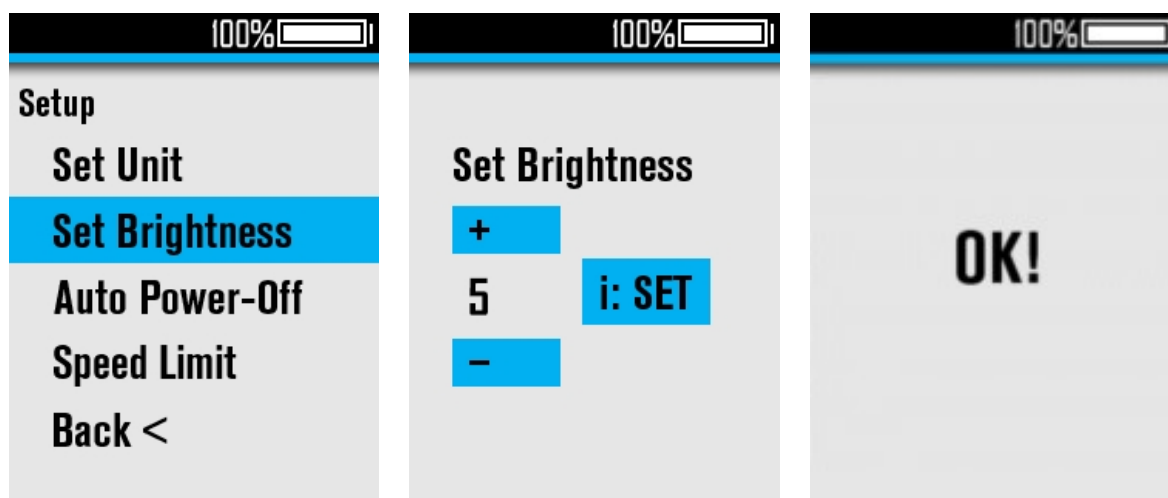 100%
Setup
Set Unit
Set Brightness
Auto Power-Off
Speed Limit
Back <
100%
Set Brightness
+
5
i: SET
–
100%
OK!